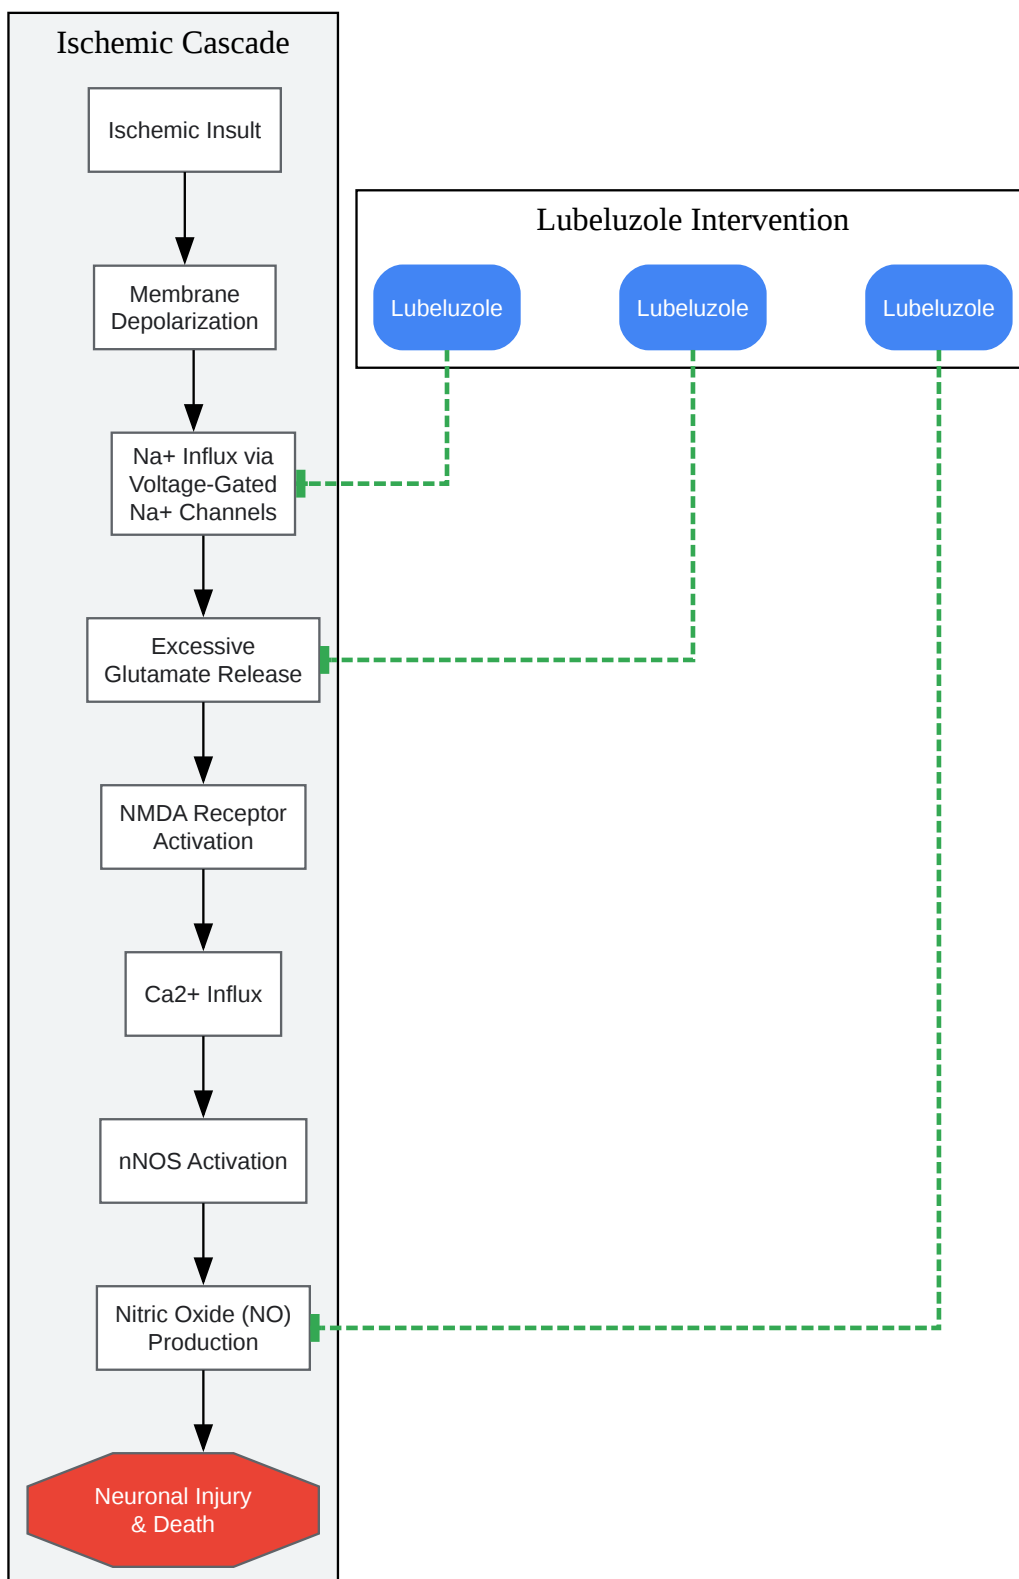 Ischemic Cascade
Ischemic Insult
Membrane
Depolarization
Na+ Influx via
Voltage-Gated
Na+ Channels
Excessive
Glutamate Release
NMDA Receptor
Activation
Ca2+ Influx
nNOS Activation
Nitric Oxide (NO)
Production
Neuronal Injury
& Death
Lubeluzole Intervention
Lubeluzole
Lubeluzole
Lubeluzole